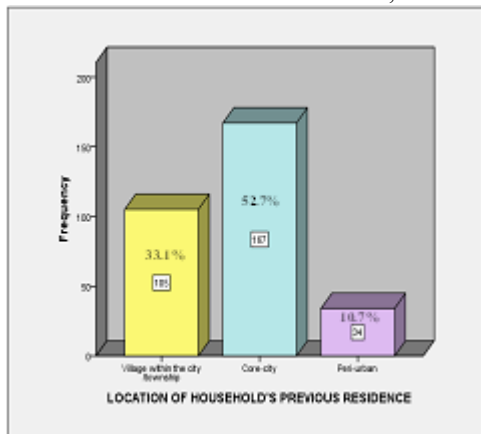 200
150
100
50
0
Frequency
33.1%
105
52.7%
167
10.7%
34
Village within the city
township
Core-city
Peri-urban
LOCATION OF HOUSEHOLD'S PREVIOUS RESIDENCE